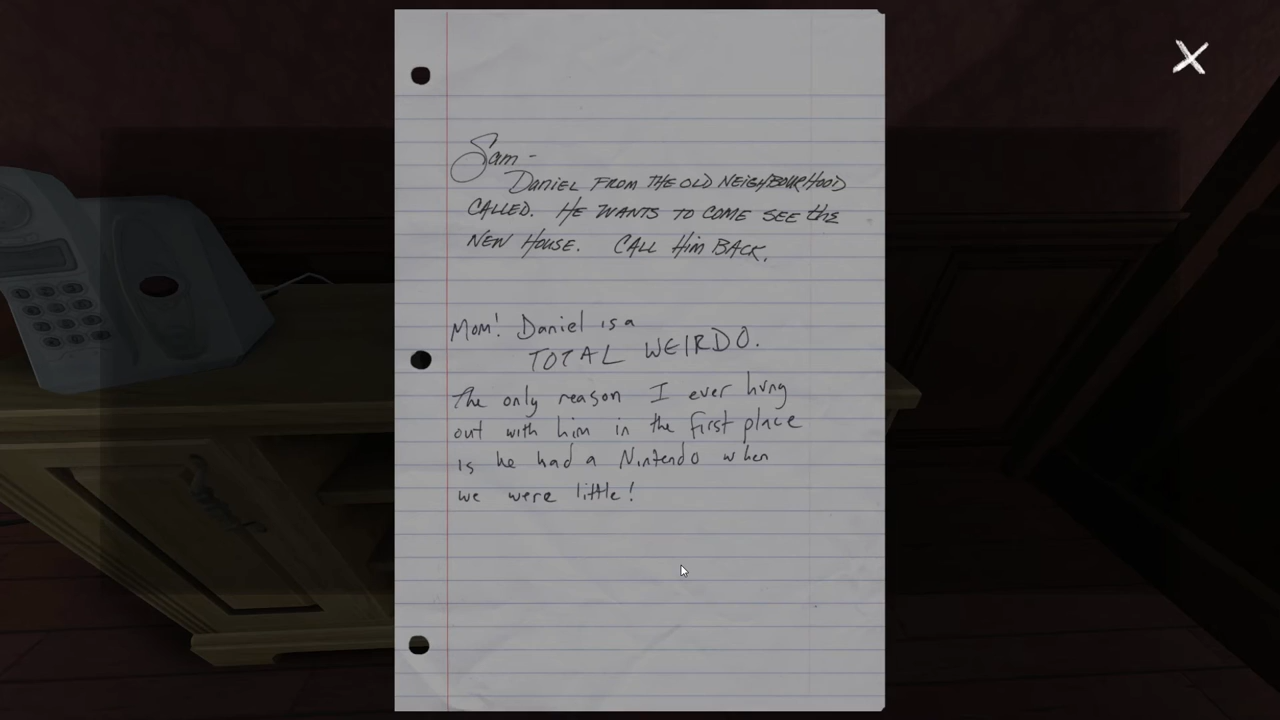 Sam -
Daniel FROM THE OLD NEIGHBOURHOOD
CALLED. HE WANTS TO COME SEE the
NEW HOUSE. CALL HiM BACK.
Mom! Daniel is a
TOTAL WEIRDO.
The only reason I ever hung
out with him in the first place
is he had a Nintendo when
we were little!